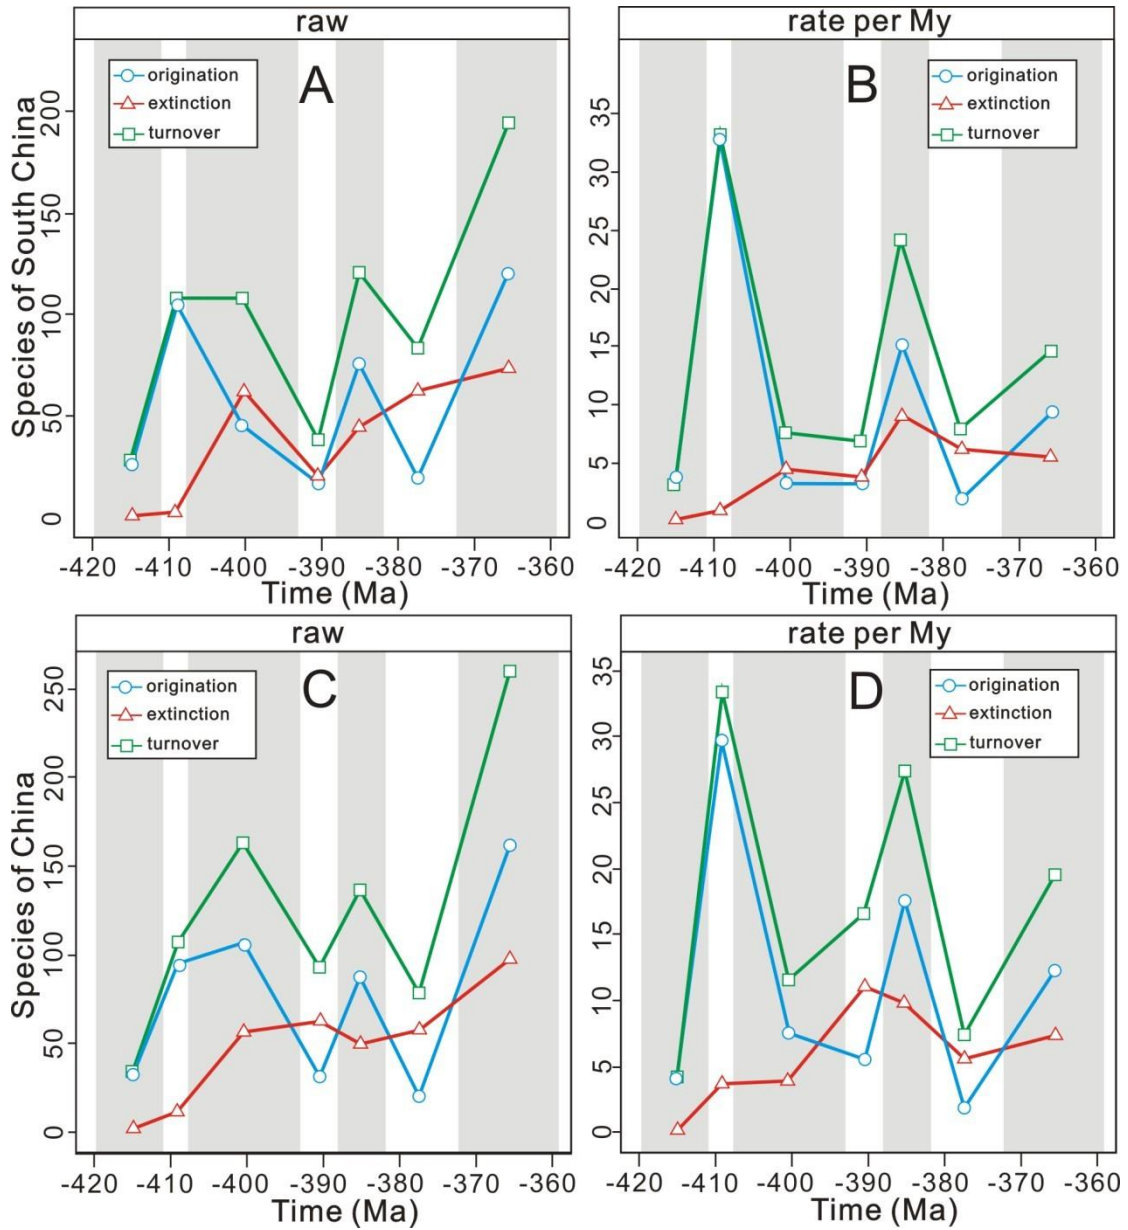 raw
A
origination
extinction
turnover
Species of South China
200
150
100
50
0
-420 -410 -400 -390 -380 -370 -360
Time (Ma)
rate per My
B
origination
extinction
turnover
35
30
25
20
15
10
5
0
-420 -410 -400 -390 -380 -370 -360
Time (Ma)
raw
C
origination
extinction
turnover
Species of China
250
200
150
100
50
0
-420 -410 -400 -390 -380 -370 -360
Time (Ma)
rate per My
D
origination
extinction
turnover
35
30
25
20
15
10
5
0
-420 -410 -400 -390 -380 -370 -360
Time (Ma)